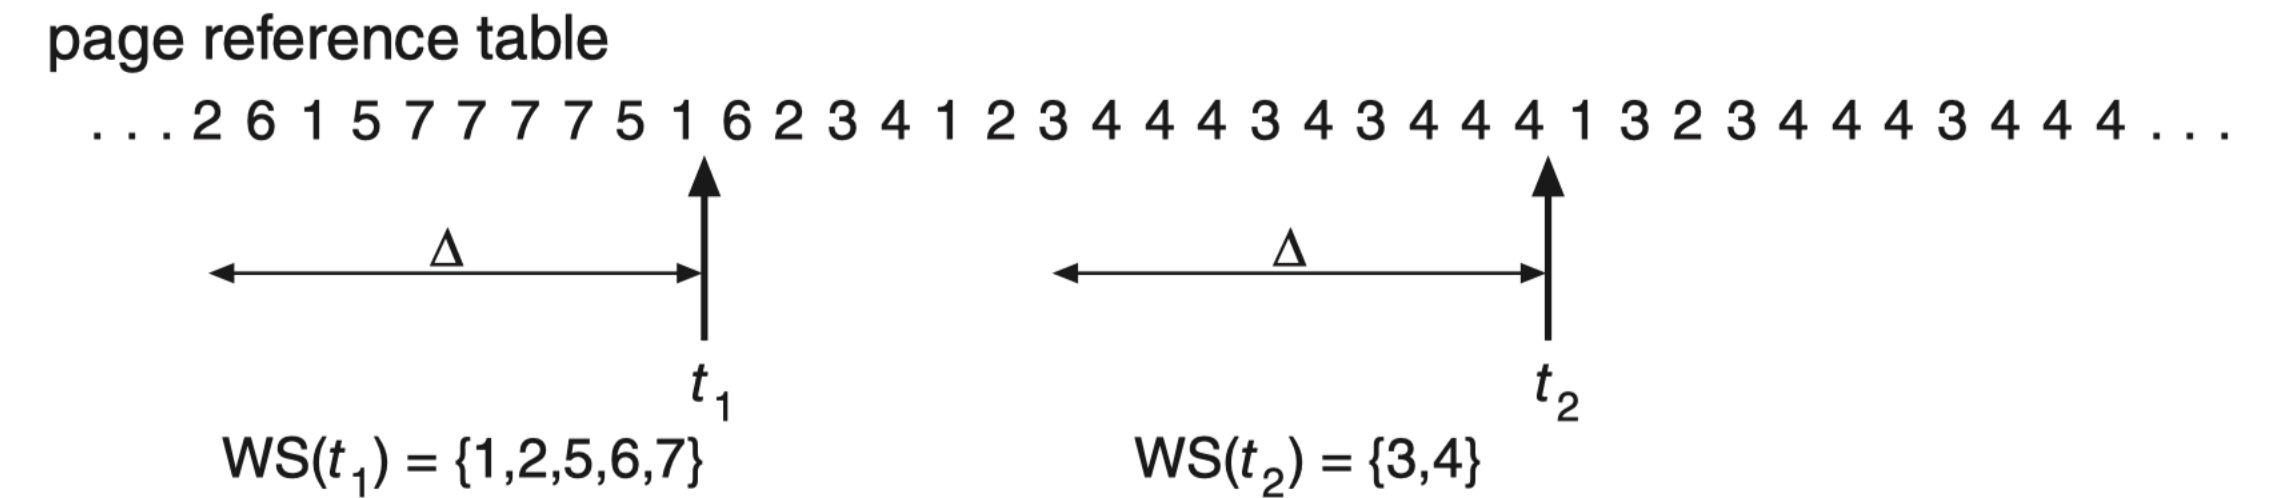 page reference table
. . . 2 6 1 5 7 7 7 7 5 1 6 2 3 4 1 2 3 4 4 4 3 4 3 4 4 4 1 3 2 3 4 4 4 3 4 4 4 . . .
Δ Δ
t1 t2
WS(t1) = {1,2,5,6,7} WS(t2) = {3,4}